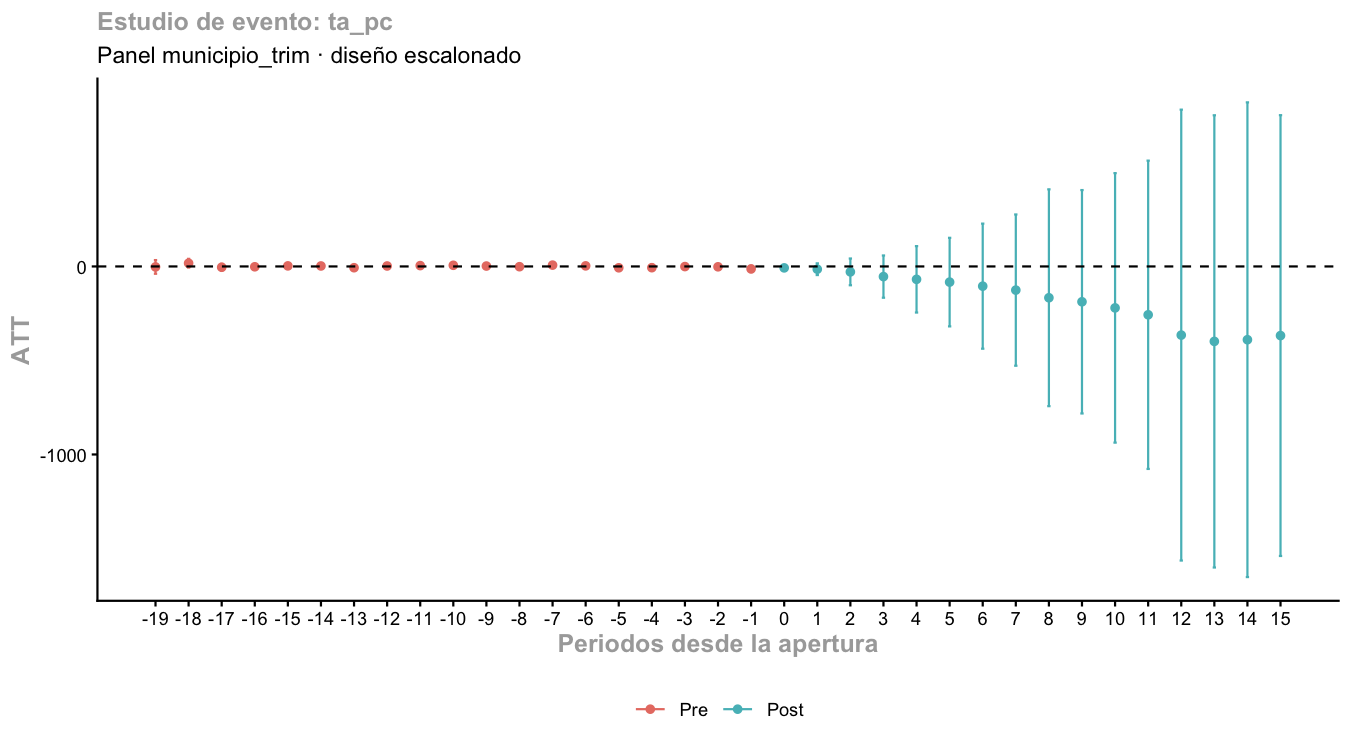 Estudio de evento: ta_pc
Panel municipio_trim · diseño escalonado
ATT
0
-1000
-19 -18 -17 -16 -15 -14 -13 -12 -11 -10 -9 -8 -7 -6 -5 -4 -3 -2 -1 0 1 2 3 4 5 6 7 8 9 10 11 12 13 14 15
Periodos desde la apertura
Pre Post